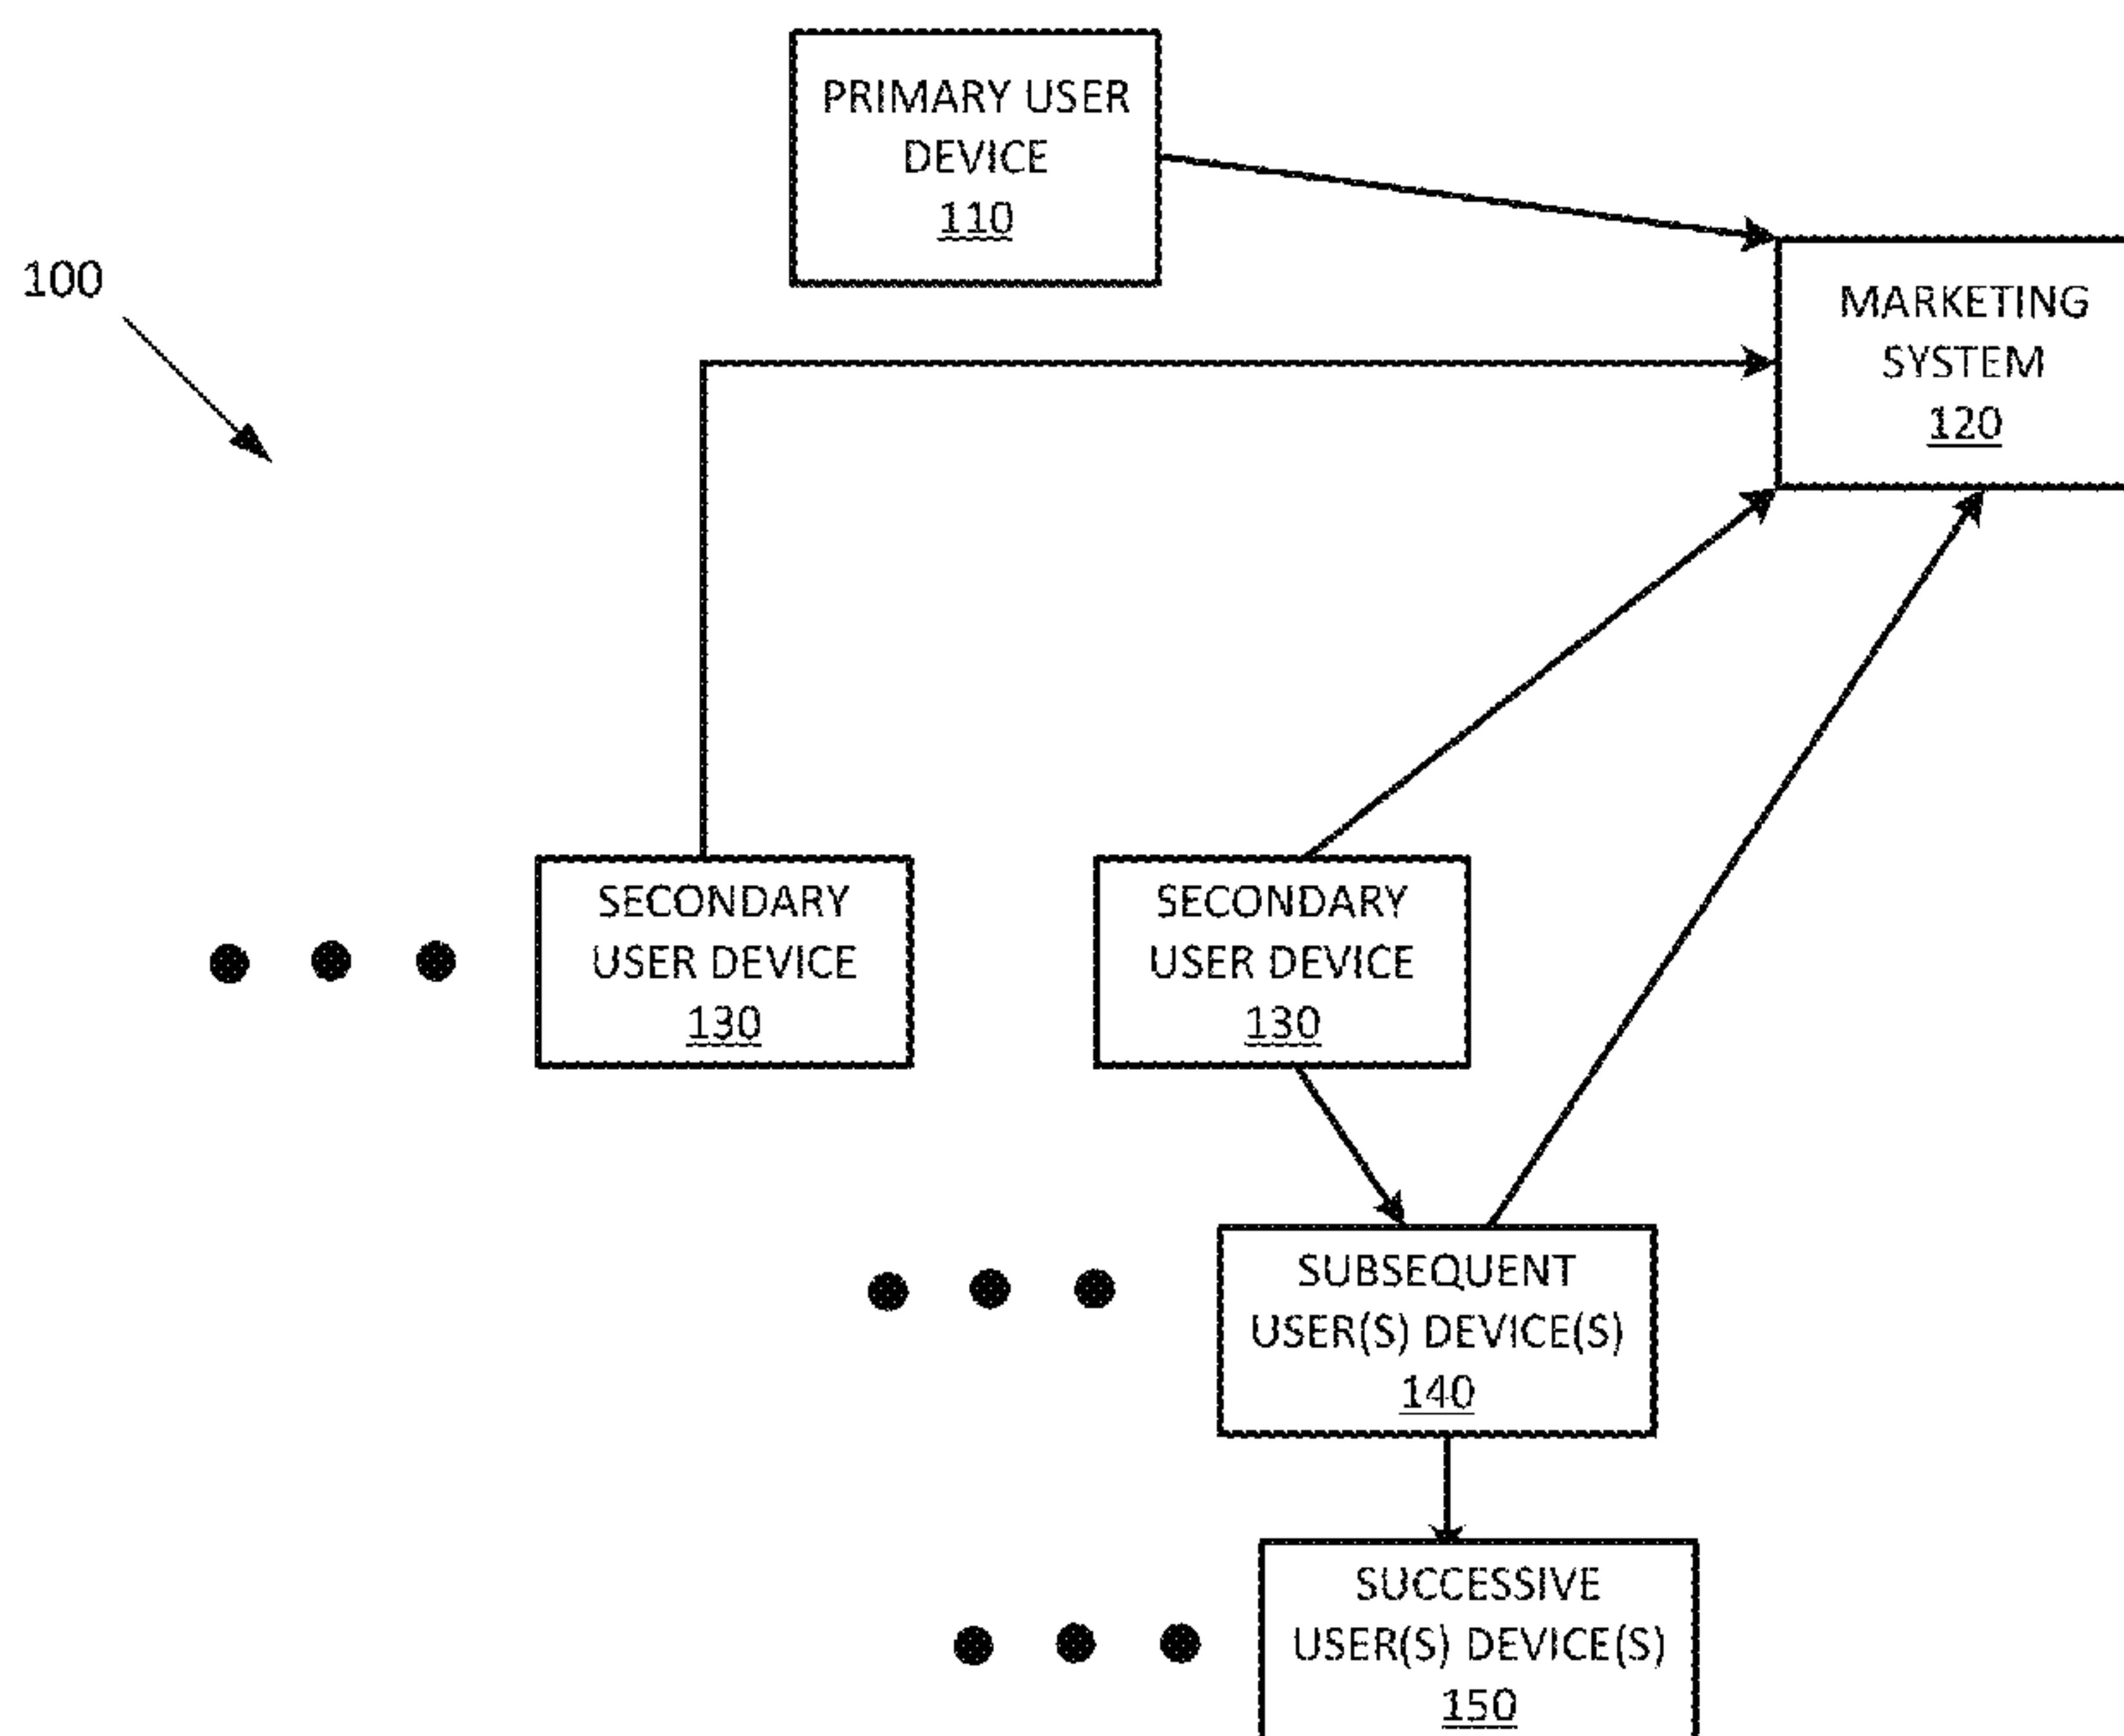 PRIMARY USER
DEVICE
110
100
MARKETING
SYSTEM
120
SECONDARY
USER DEVICE
130
SECONDARY
USER DEVICE
130
SUBSEQUENT
USER(S) DEVICE(S)
140
SUCCESSIVE
USER(S) DEVICE(S)
150